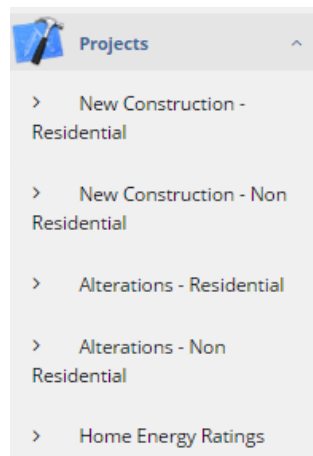 Projects
New Construction -
Residential
New Construction - Non
Residential
Alterations - Residential
Alterations - Non
Residential
Home Energy Ratings